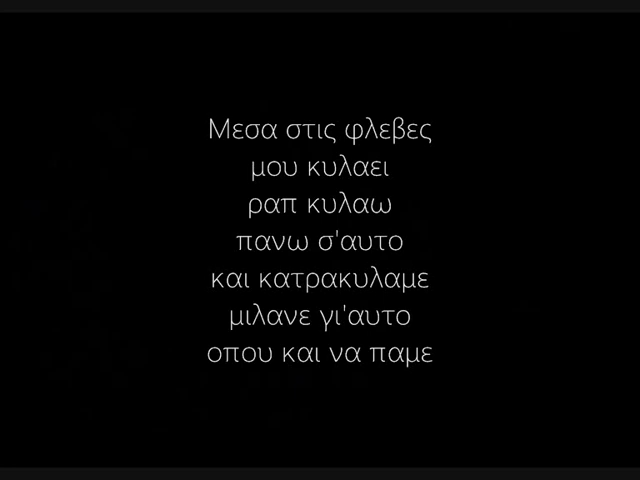 Μεσα στις φλεβες
μου κυλαει
ραπ κυλαω
πανω σ'αυτο
και κατρακυλαμε
μιλανε γι'αυτο
οπου και να παμε